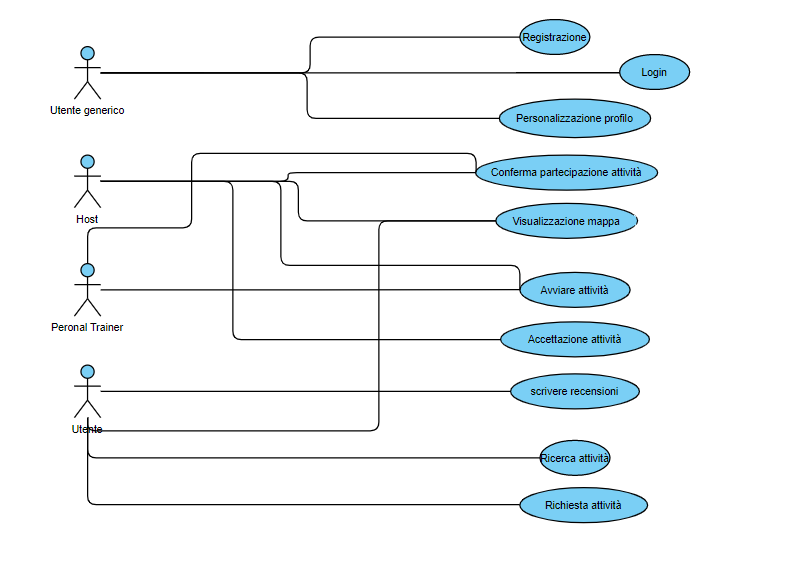 Registrazione
Login
Utente generico
Personalizzazione profilo
Conferma partecipazione attività
Host
Visualizzazione mappa
Avviare attività
Peronal Trainer
Accettazione attività
scrivere recensioni
Utente
Ricerca attività
Richiesta attività